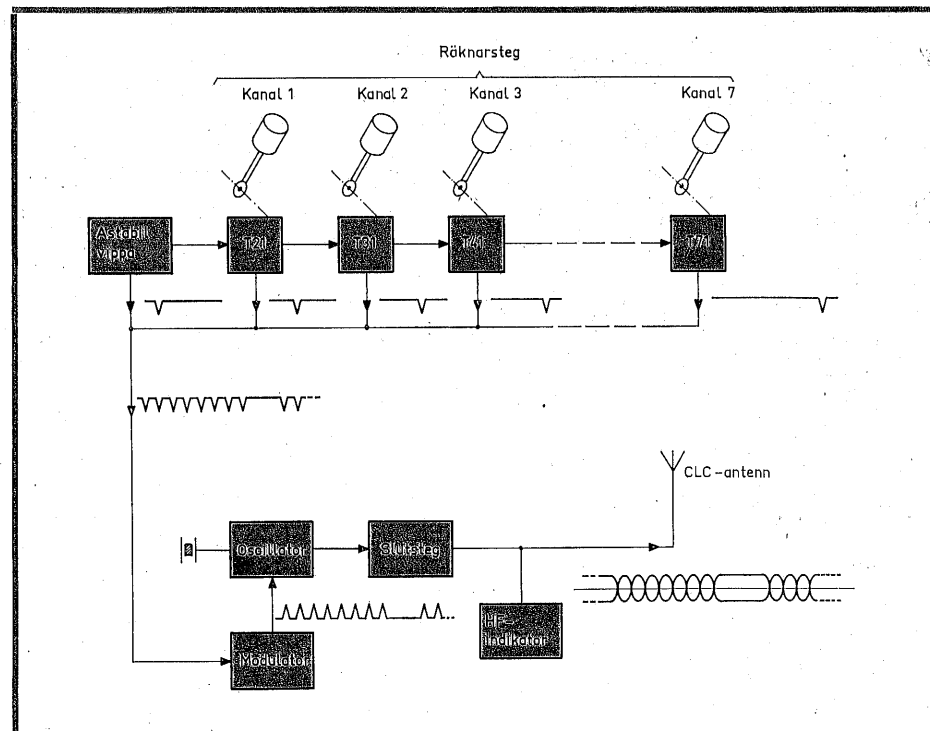 Räknarsteg
Kanal 1
Kanal 2
Kanal 3
Kanal 7
Astabil
vippa
T21
T31
T41
T71
CLC-antenn
Oscillator
Slutsteg
HF-
indikator
Modulator